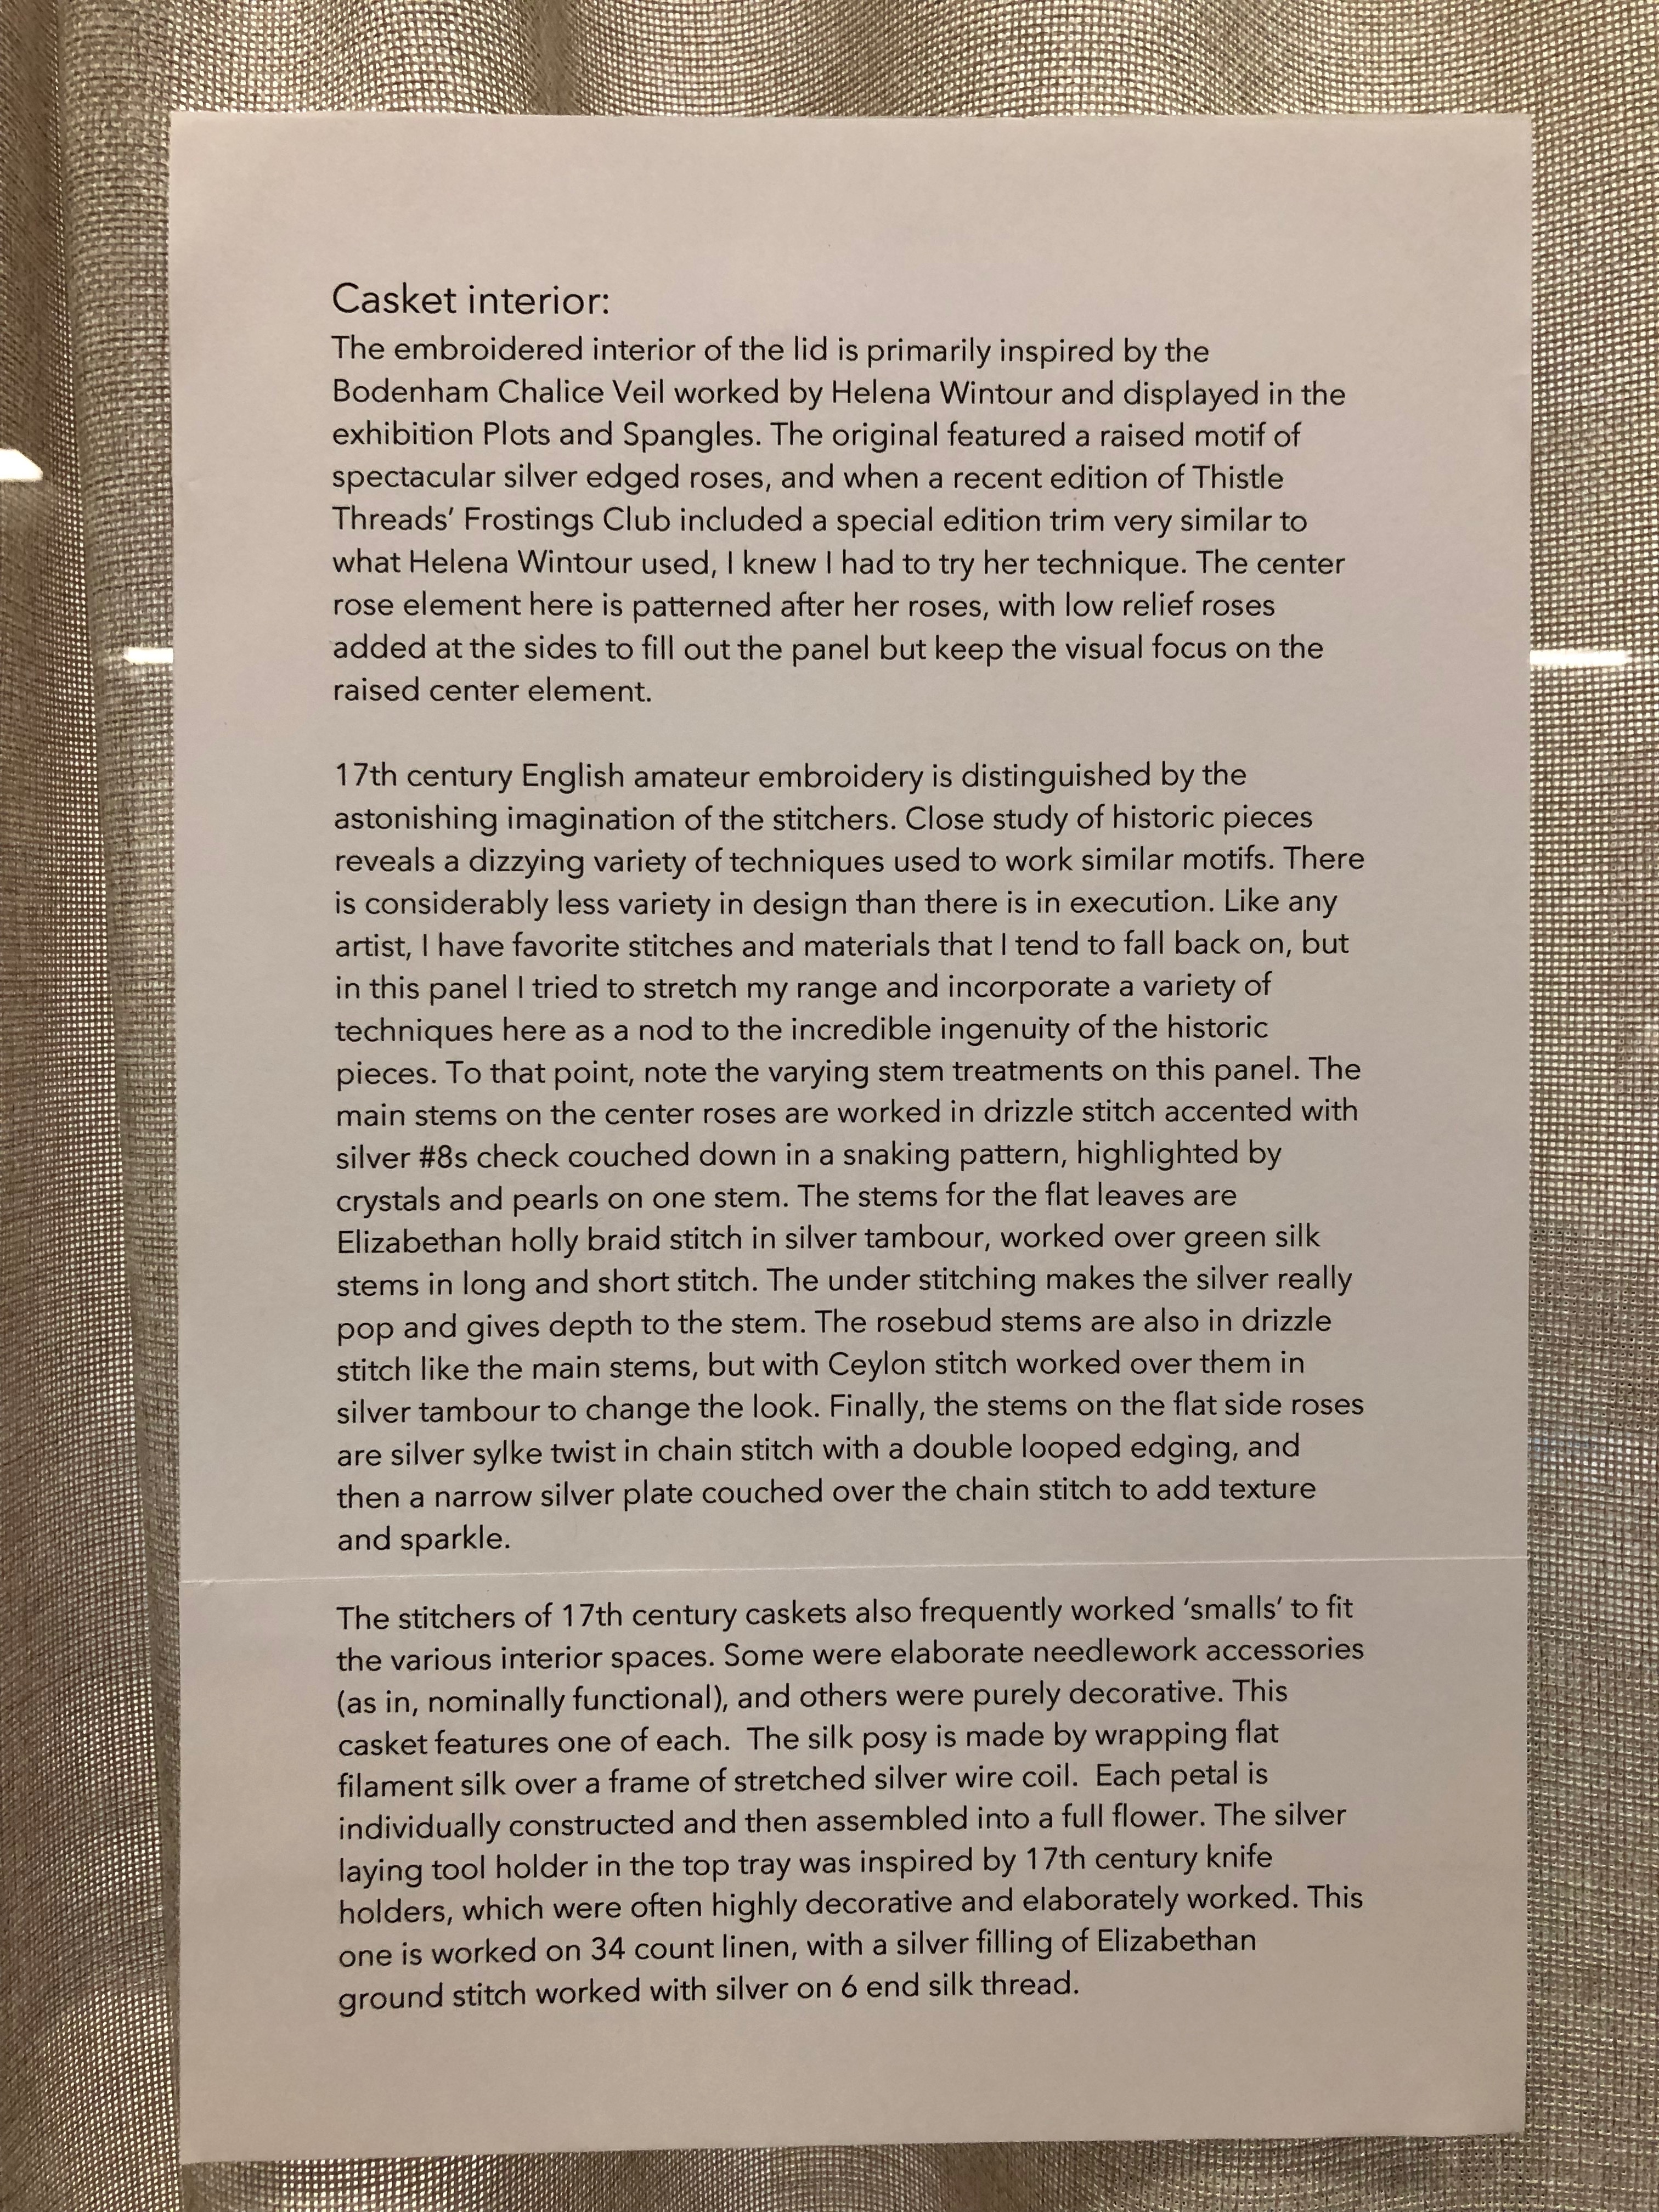 Casket interior:
The embroidered interior of the lid is primarily inspired by the
Bodenham Chalice Veil worked by Helena Wintour and displayed in the
exhibition Plots and Spangles. The original featured a raised motif of
spectacular silver edged roses, and when a recent edition of Thistle
Threads’ Frostings Club included a special edition trim very similar to
what Helena Wintour used, I knew I had to try her technique. The center
rose element here is patterned after her roses, with low relief roses
added at the sides to fill out the panel but keep the visual focus on the
raised center element.
17th century English amateur embroidery is distinguished by the
astonishing imagination of the stitchers. Close study of historic pieces
reveals a dizzying variety of techniques used to work similar motifs. There
is considerably less variety in design than there is in execution. Like any
artist, I have favorite stitches and materials that I tend to fall back on, but
in this panel I tried to stretch my range and incorporate a variety of
techniques here as a nod to the incredible ingenuity of the historic
pieces. To that point, note the varying stem treatments on this panel. The
main stems on the center roses are worked in drizzle stitch accented with
silver #8s check couched down in a snaking pattern, highlighted by
crystals and pearls on one stem. The stems for the flat leaves are
Elizabethan holly braid stitch in silver tambour, worked over green silk
stems in long and short stitch. The under stitching makes the silver really
pop and gives depth to the stem. The rosebud stems are also in drizzle
stitch like the main stems, but with Ceylon stitch worked over them in
silver tambour to change the look. Finally, the stems on the flat side roses
are silver sylke twist in chain stitch with a double looped edging, and
then a narrow silver plate couched over the chain stitch to add texture
and sparkle.
The stitchers of 17th century caskets also frequently worked ‘smalls’ to fit
the various interior spaces. Some were elaborate needlework accessories
(as in, nominally functional), and others were purely decorative. This
casket features one of each.  The silk posy is made by wrapping flat
filament silk over a frame of stretched silver wire coil.  Each petal is
individually constructed and then assembled into a full flower. The silver
laying tool holder in the top tray was inspired by 17th century knife
holders, which were often highly decorative and elaborately worked. This
one is worked on 34 count linen, with a silver filling of Elizabethan
ground stitch worked with silver on 6 end silk thread.